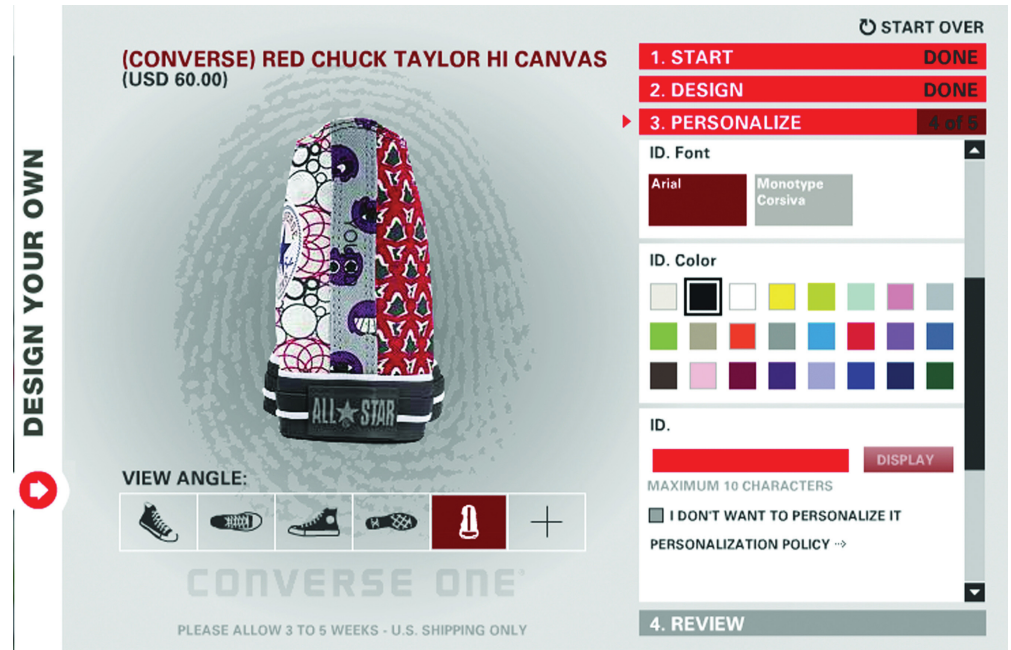 START OVER
(CONVERSE) RED CHUCK TAYLOR HI CANVAS
(USD 60.00)
1. START DONE
2. DESIGN DONE
3. PERSONALIZE 4 of 5
ID. Font
Arial
Monotype
Corsiva
ID. Color
DESIGN YOUR OWN
ALL STAR
ID.
DISPLAY
MAXIMUM 10 CHARACTERS
I DON'T WANT TO PERSONALIZE IT
PERSONALIZATION POLICY
VIEW ANGLE:
CONVERSE ONE
PLEASE ALLOW 3 TO 5 WEEKS - U.S. SHIPPING ONLY
4. REVIEW